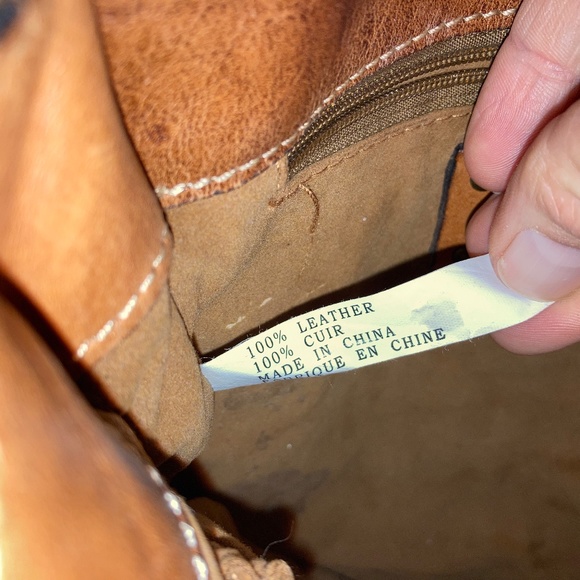 100% LEATHER
100% CUIR
MADE IN CHINA
FABRIQUE EN CHINE